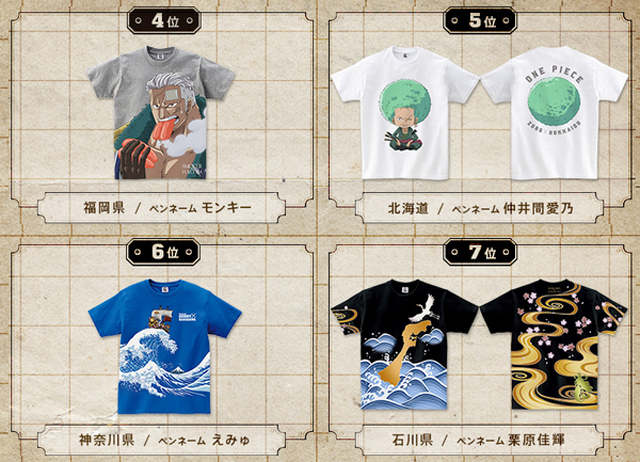 4位
SMOKER
福岡県 / ペンネーム モンキー
5位
ONE PIECE
ZORO×HOKKAIDO
北海道 / ペンネーム 仲井間愛乃
6位
神奈川県 / ペンネーム えみゅ
7位
石川県 / ペンネーム 栗原佳輝